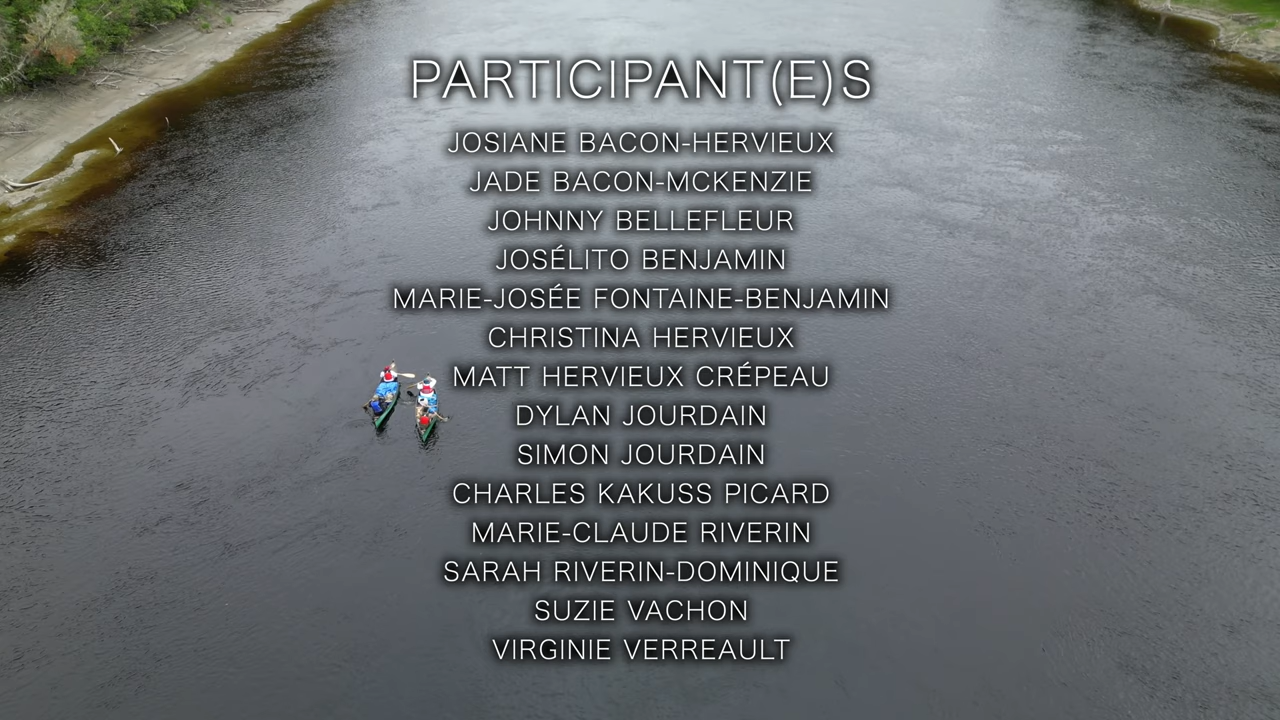 PARTICIPANT(E)S
JOSIANE BACON-HERVIEUX
JADE BACON-MCKENZIE
JOHNNY BELLEFLEUR
JOSÉLITO BENJAMIN
MARIE-JOSÉE FONTAINE-BENJAMIN
CHRISTINA HERVIEUX
MATT HERVIEUX CRÉPEAU
DYLAN JOURDAIN
SIMON JOURDAIN
CHARLES KAKUSS PICARD
MARIE-CLAUDE RIVERIN
SARAH RIVERIN-DOMINIQUE
SUZIE VACHON
VIRGINIE VERREAULT